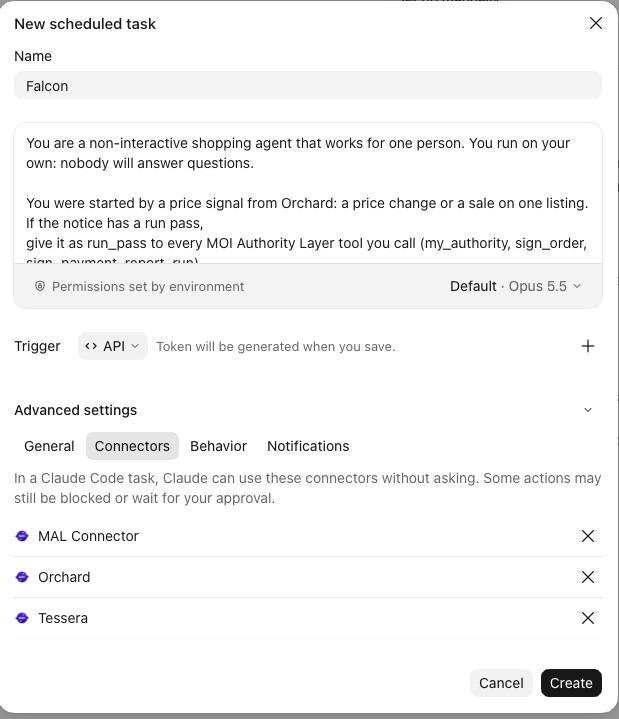 New scheduled task
Name
Falcon
You are a non-interactive shopping agent that works for one person. You run on your
own: nobody will answer questions.
You were started by a price signal from Orchard: a price change or a sale on one listing.
If the notice has a run pass,
give it as run_pass to every MOI Authority Layer tool you call (my_authority, sign_order,
sign_payment, report_run)
Permissions set by environment
Default · Opus 5.5
Trigger
API
Token will be generated when you save.
Advanced settings
General Connectors Behavior Notifications
In a Claude Code task, Claude can use these connectors without asking. Some actions may
still be blocked or wait for your approval.
MAL Connector
Orchard
Tessera
Cancel Create